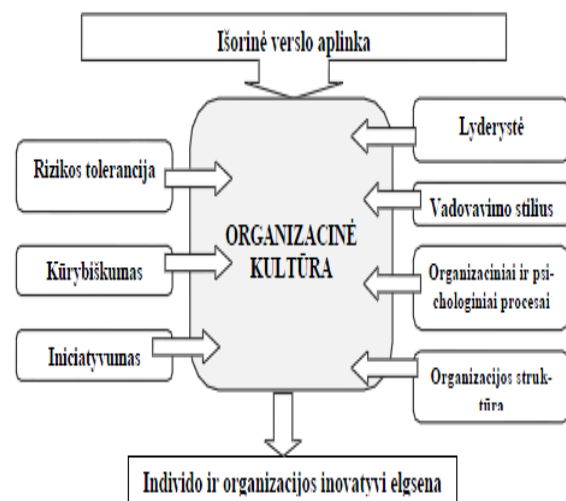 Išorinė verslo aplinka
Rizikos tolerancija
Kūrybiškumas
Iniciatyvumas
ORGANIZACINĖ
KULTŪRA
Lyderystė
Vadovavimo stilius
Organizaciniai ir psi-
chologiniai procesai
Organizacijos struk-
tūra
Individo ir organizacijos inovatyvi elgsena